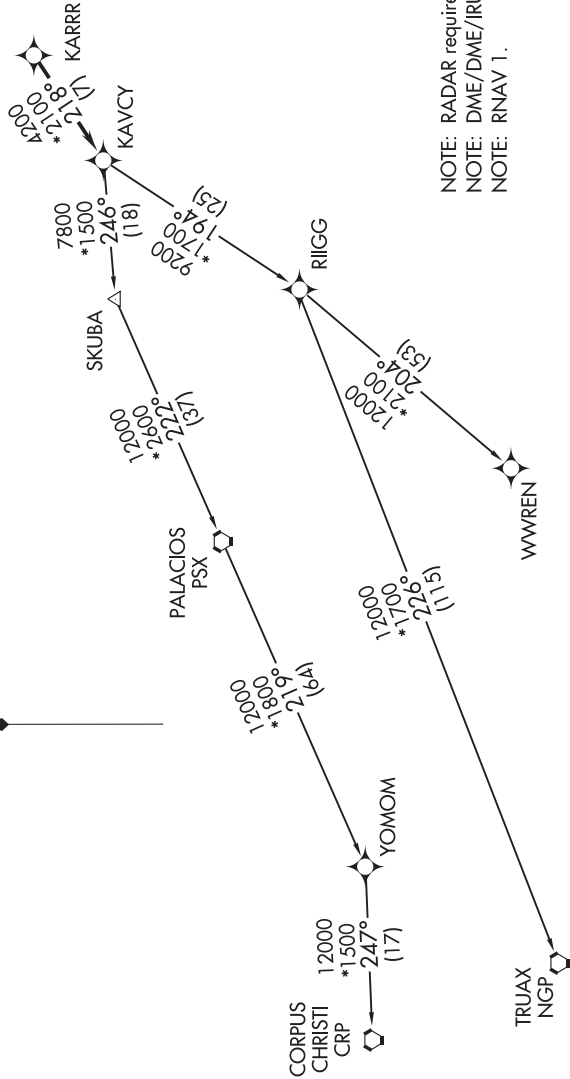 KARRR
4200
*2100
218°
(7)
KAVCY
7800
*1500
246°
(18)
9200
*1700
194°
(25)
SKUBA
RIIGG
12000
*2600
222°
(37)
12000
*2100
204°
(53)
WWREN
PALACIOS
PSX
12000
*1700
226°
(115)
12000
*1800
219°
(64)
YOMOM
12000
*1500
247°
(17)
CORPUS
CHRISTI
CRP
TRUAX
NGP
NOTE: RADAR require
NOTE: DME/DME/IRU
NOTE: RNAV 1.